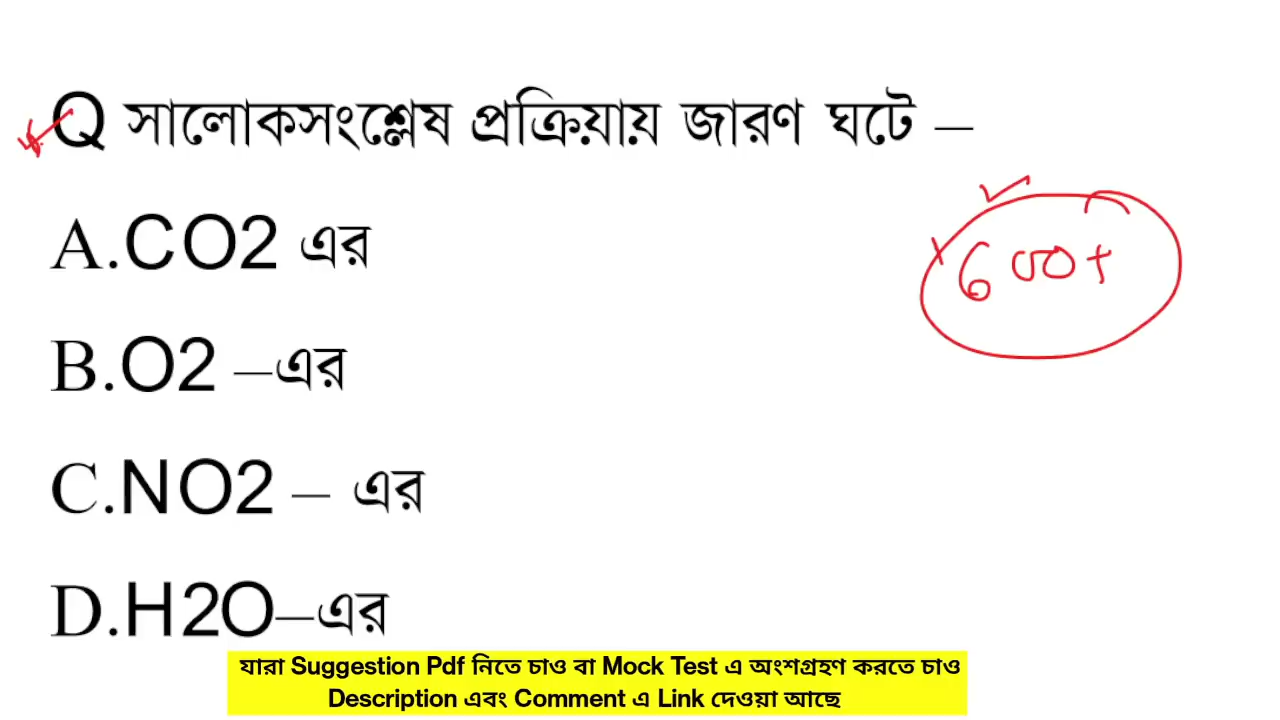 Q সালোকসংশ্লেষ প্রক্রিয়ায় জারণ ঘটে –
A.CO2 এর
600+
B.O2 –এর
C.NO2 – এর
D.H2O–এর
যারা Suggestion Pdf নিতে চাও বা Mock Test এ অংশগ্রহণ করতে চাও
Description এবং Comment এ Link দেওয়া আছে